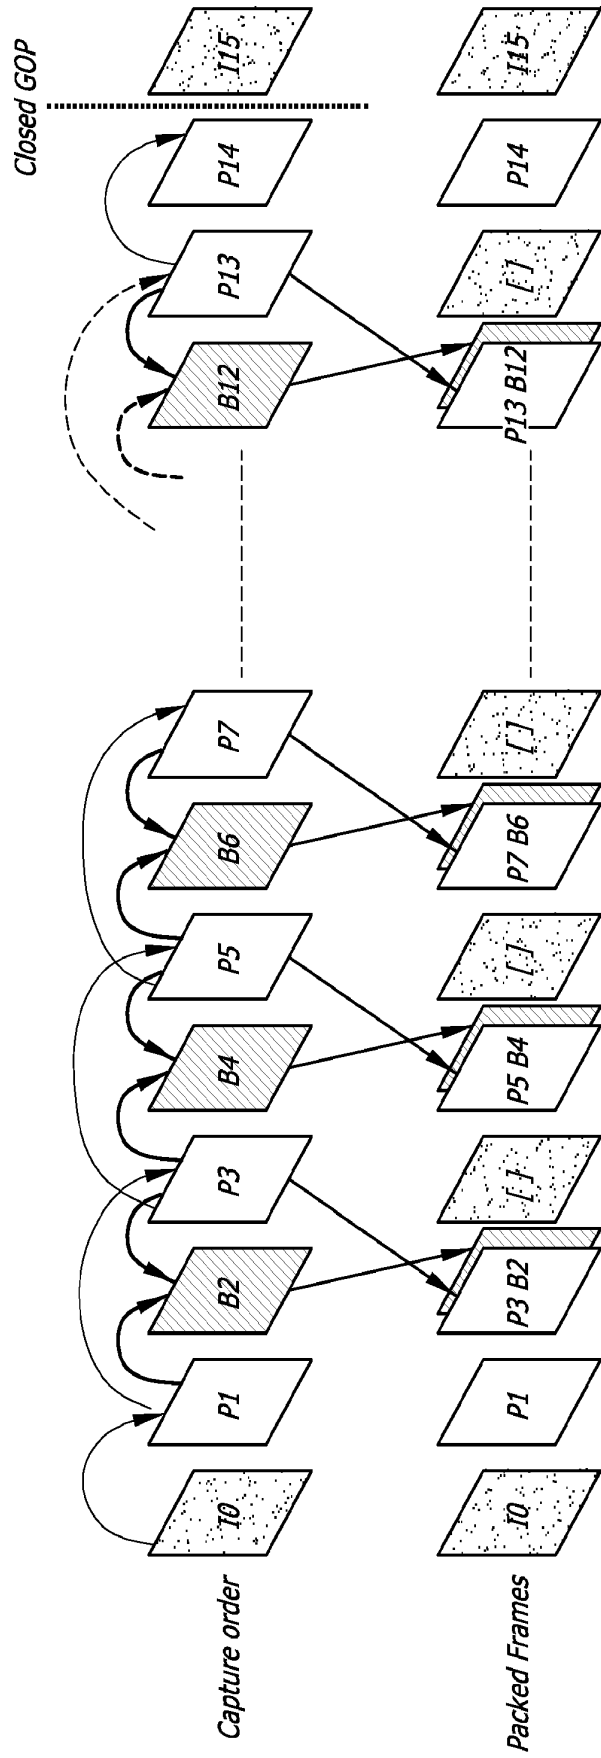 Closed GOP
Capture order
I0 P1 B2 P3 B4 P5 B6 P7 B12 P13 P14 I15
Packed Frames
I0 P1 P3 B2 [ ] P5 B4 [ ] P7 B6 [ ] P13 B12 [ ] P14 I15